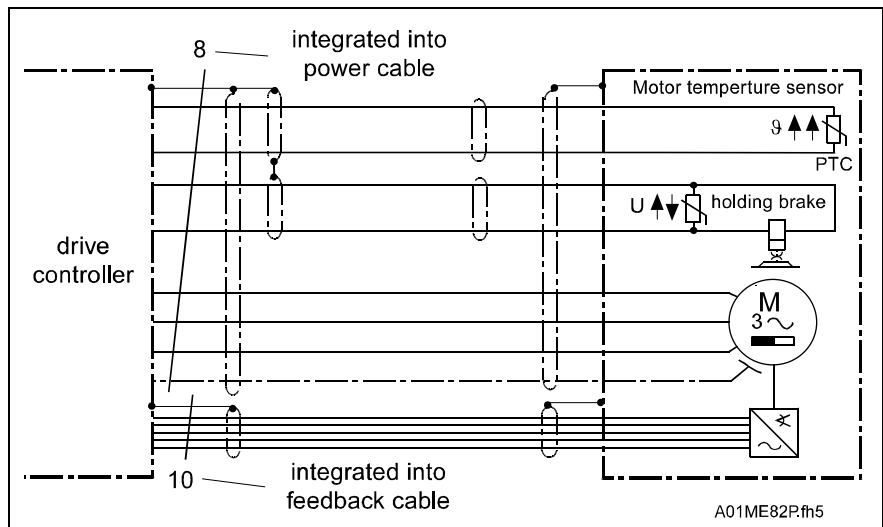 8
integrated into
power cable
Motor temperture sensor
ϑ
PTC
U
holding brake
drive
controller
M
3
10
integrated into
feedback cable
A01ME82P.fh5